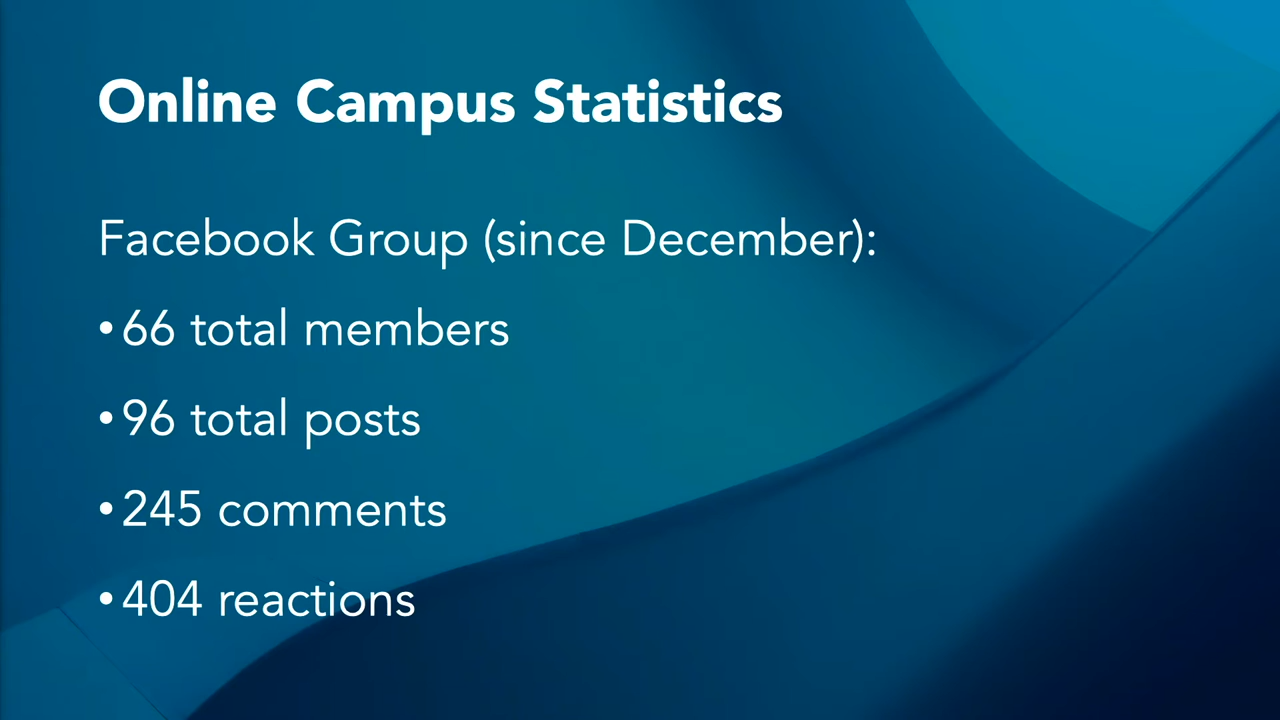 Online Campus Statistics
Facebook Group (since December):
•66 total members
•96 total posts
•245 comments
•404 reactions